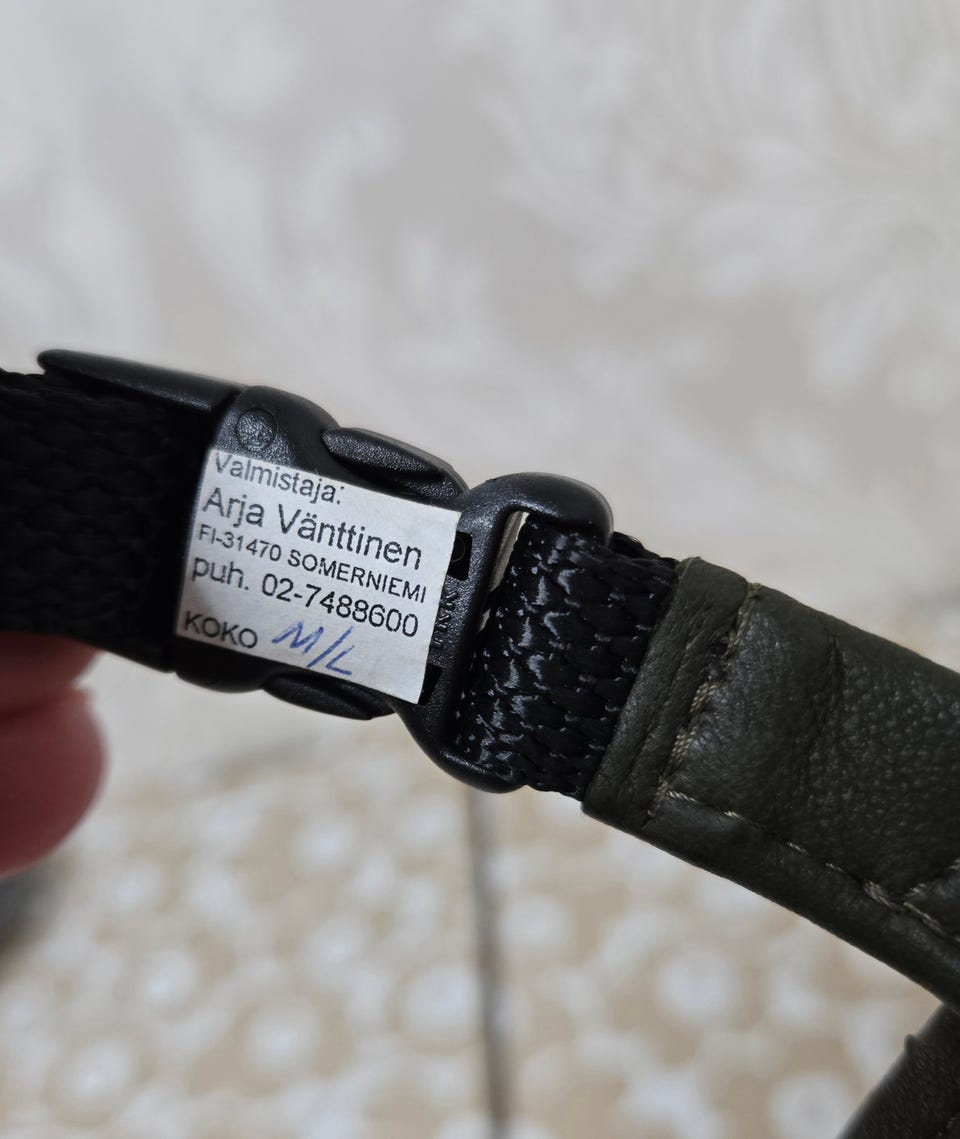 Valmistaja:
Arja Vänttinen
FI-31470 SOMERNIEMI
puh. 02-7488600
KOKO M/L